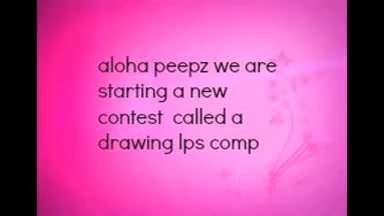 aloha peepz we are
starting a new
contest called a
drawing lps comp